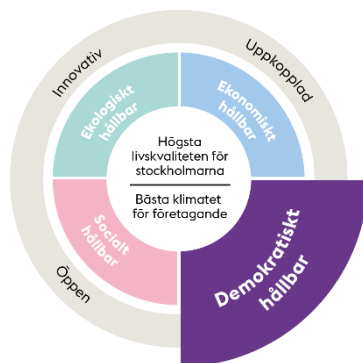 Innovativ
Uppkopplad
Ekologiskt
hållbar
Ekonomiskt
hållbar
Högsta
livskvaliteten för
stockholmarna
Bästa klimatet
för företagande
Socialt
hållbar
Demokratiskt
hållbar
Öppen